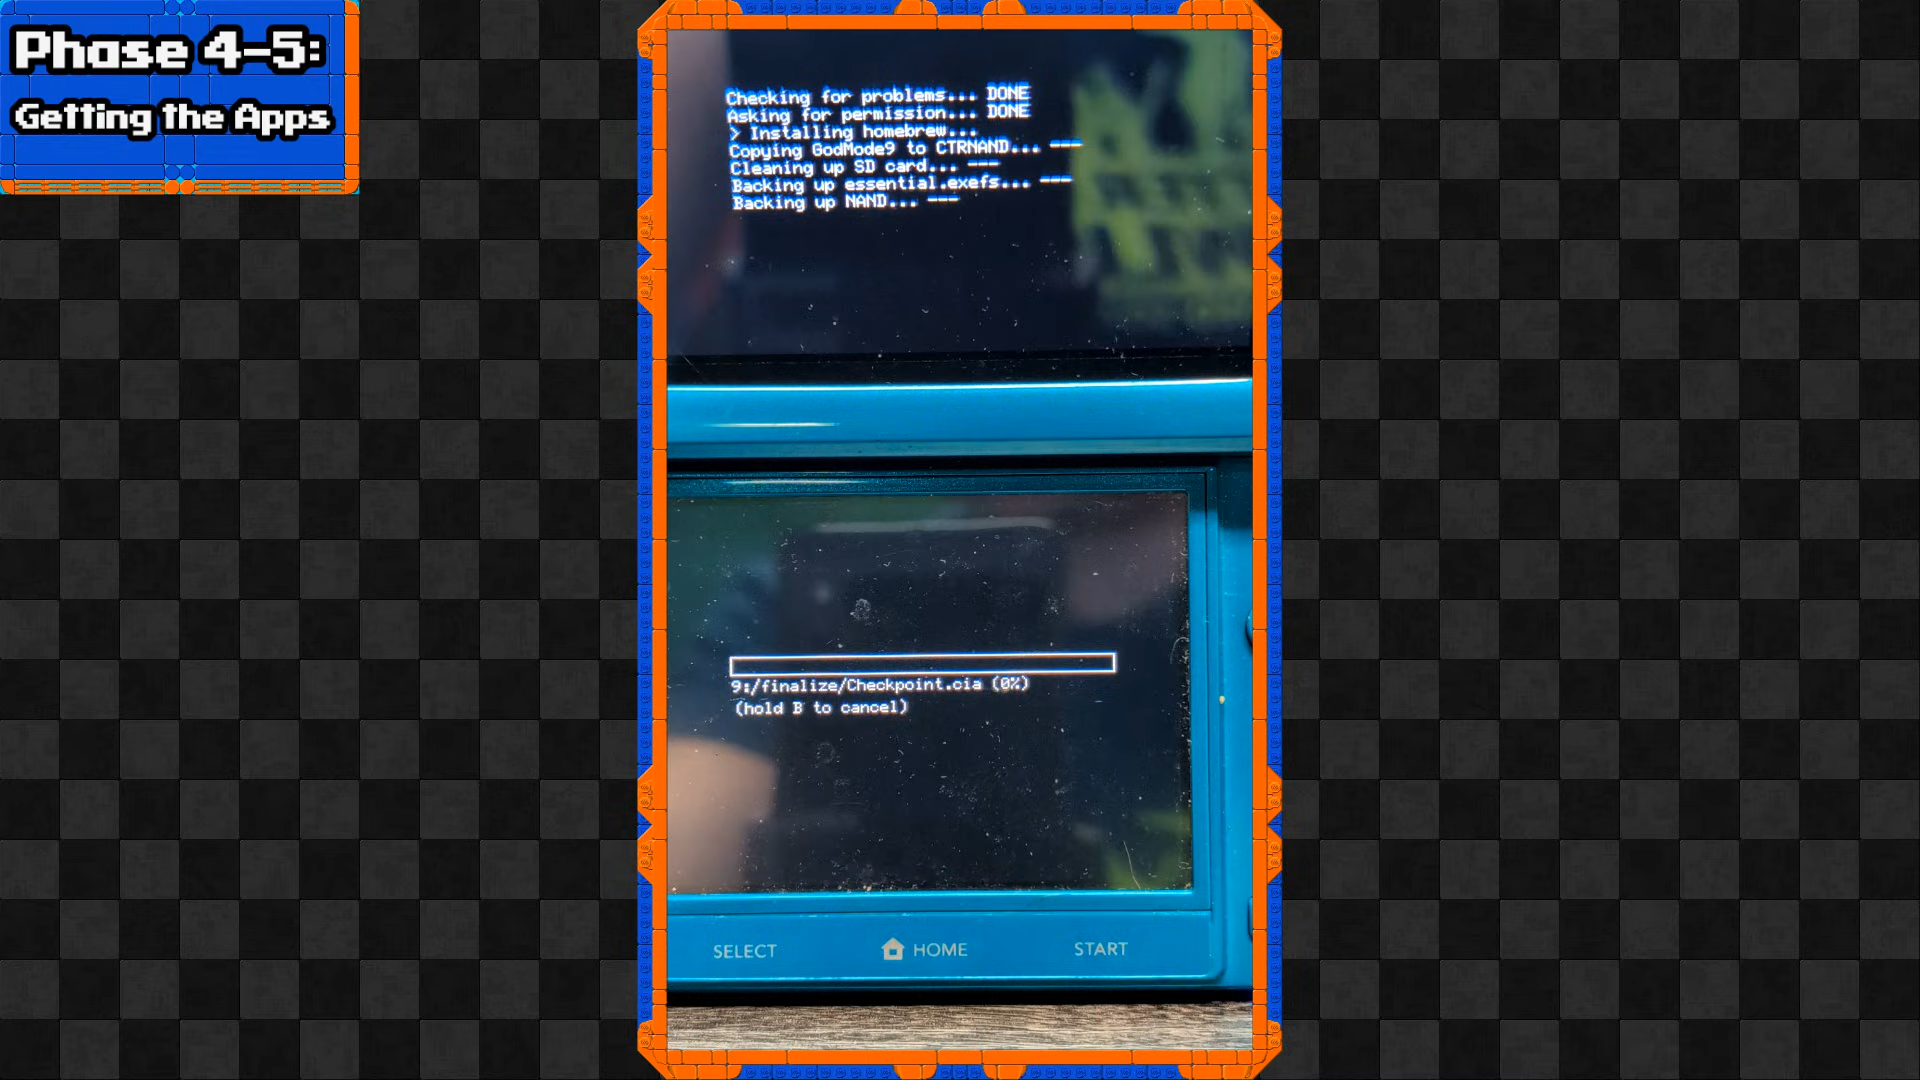 Phase 4-5:
Getting the Apps
Checking for problems... DONE
Asking for permission... DONE
> Installing homebrew...
Copying GodMode9 to CTRNAND... ---
Cleaning up SD card... ---
Backing up essential.exefs... ---
Backing up NAND... ---
9:/finalize/Checkpoint.cia (0%)
(hold B to cancel)
SELECT
HOME
START